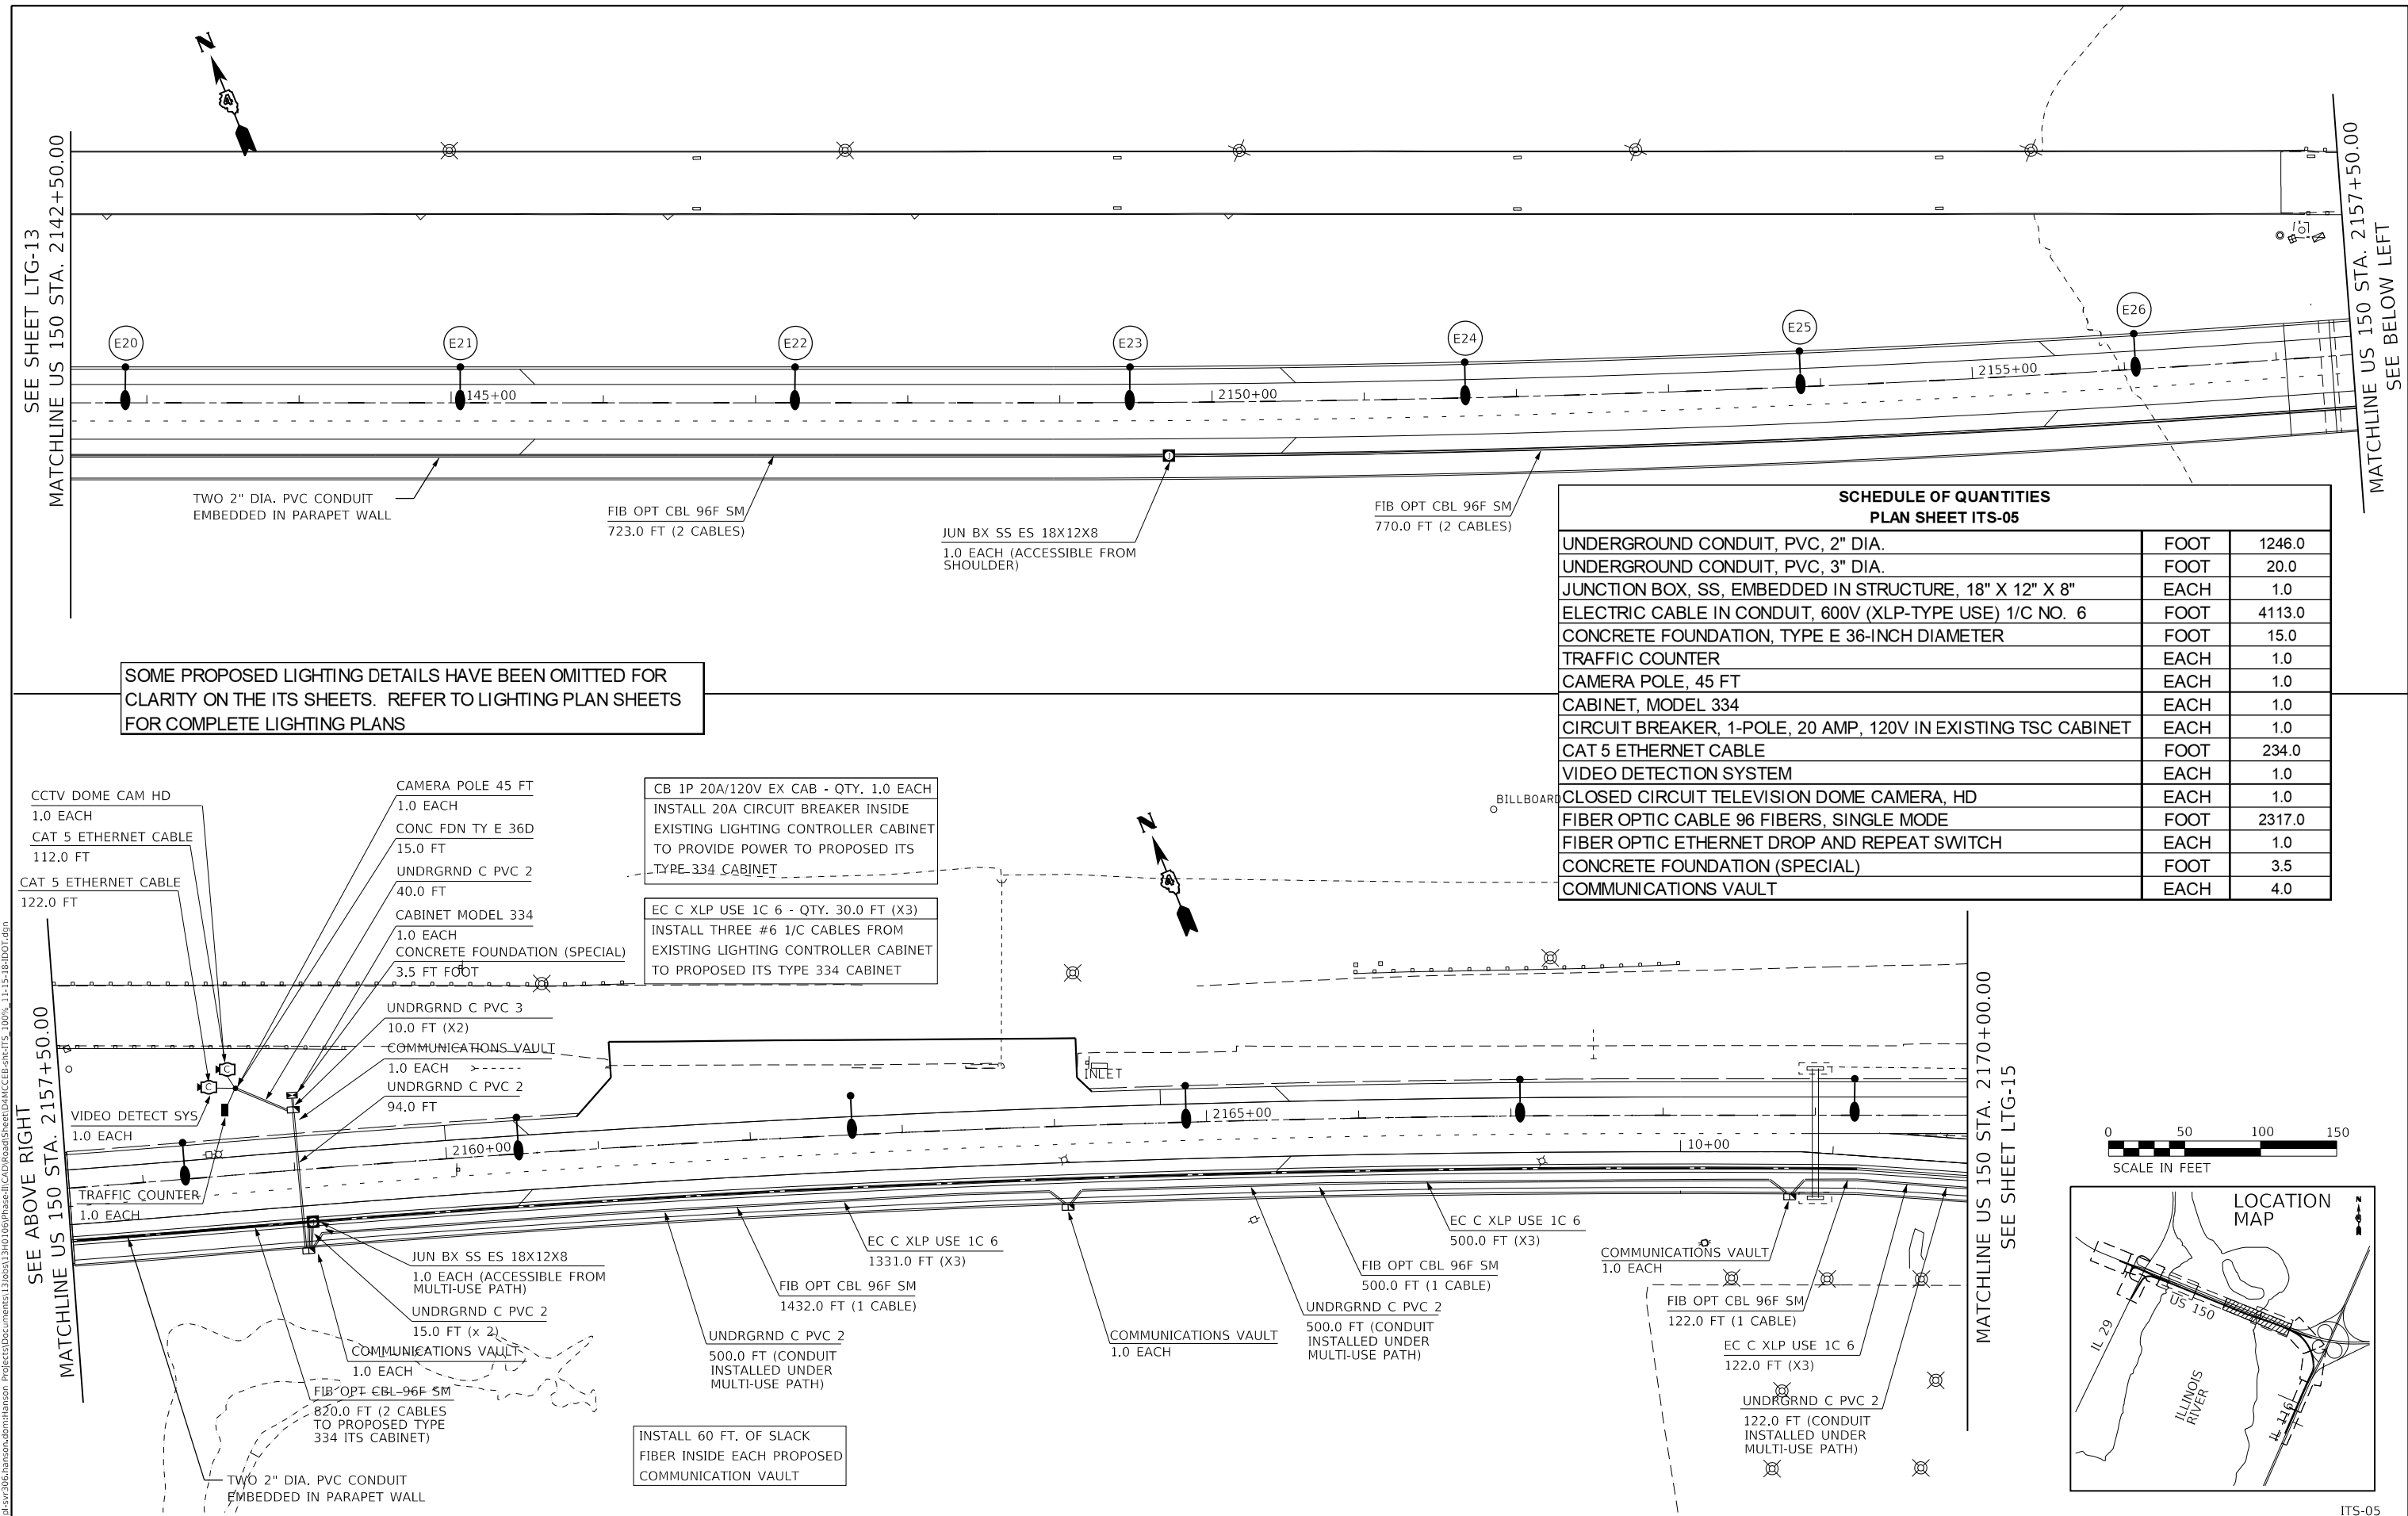 N
SEE SHEET LTG-13
MATCHLINE US 150 STA. 2142+50.00
MATCHLINE US 150 STA. 2157+50.00
SEE BELOW LEFT
E20
E21
E22
E23
E24
E25
E26
145+00
2150+00
2155+00
TWO 2" DIA. PVC CONDUIT
EMBEDDED IN PARAPET WALL
FIB OPT CBL 96F SM
723.0 FT (2 CABLES)
JUN BX SS ES 18X12X8
1.0 EACH (ACCESSIBLE FROM
SHOULDER)
FIB OPT CBL 96F SM
770.0 FT (2 CABLES)
SCHEDULE OF QUANTITIES
PLAN SHEET ITS-05
UNDERGROUND CONDUIT, PVC, 2" DIA. FOOT 1246.0
UNDERGROUND CONDUIT, PVC, 3" DIA. FOOT 20.0
JUNCTION BOX, SS, EMBEDDED IN STRUCTURE, 18" X 12" X 8" EACH 1.0
ELECTRIC CABLE IN CONDUIT, 600V (XLP-TYPE USE) 1/C NO. 6 FOOT 4113.0
CONCRETE FOUNDATION, TYPE E 36-INCH DIAMETER FOOT 15.0
TRAFFIC COUNTER EACH 1.0
CAMERA POLE, 45 FT EACH 1.0
CABINET, MODEL 334 EACH 1.0
CIRCUIT BREAKER, 1-POLE, 20 AMP, 120V IN EXISTING TSC CABINET EACH 1.0
CAT 5 ETHERNET CABLE FOOT 234.0
VIDEO DETECTION SYSTEM EACH 1.0
CLOSED CIRCUIT TELEVISION DOME CAMERA, HD EACH 1.0
FIBER OPTIC CABLE 96 FIBERS, SINGLE MODE FOOT 2317.0
FIBER OPTIC ETHERNET DROP AND REPEAT SWITCH EACH 1.0
CONCRETE FOUNDATION (SPECIAL) FOOT 3.5
COMMUNICATIONS VAULT EACH 4.0
SOME PROPOSED LIGHTING DETAILS HAVE BEEN OMITTED FOR
CLARITY ON THE ITS SHEETS. REFER TO LIGHTING PLAN SHEETS
FOR COMPLETE LIGHTING PLANS
CCTV DOME CAM HD
1.0 EACH
CAT 5 ETHERNET CABLE
112.0 FT
CAT 5 ETHERNET CABLE
122.0 FT
CAMERA POLE 45 FT
1.0 EACH
CONC FDN TY E 36D
15.0 FT
UNDRGRND C PVC 2
40.0 FT
CABINET MODEL 334
1.0 EACH
CONCRETE FOUNDATION (SPECIAL)
3.5 FT FOOT
UNDRGRND C PVC 3
10.0 FT (X2)
COMMUNICATIONS VAULT
1.0 EACH
UNDRGRND C PVC 2
94.0 FT
CB 1P 20A/120V EX CAB - QTY. 1.0 EACH
INSTALL 20A CIRCUIT BREAKER INSIDE
EXISTING LIGHTING CONTROLLER CABINET
TO PROVIDE POWER TO PROPOSED ITS
TYPE 334 CABINET
EC C XLP USE 1C 6 - QTY. 30.0 FT (X3)
INSTALL THREE #6 1/C CABLES FROM
EXISTING LIGHTING CONTROLLER CABINET
TO PROPOSED ITS TYPE 334 CABINET
BILLBOARD
N
INLET
C
C
VIDEO DETECT SYS
1.0 EACH
TRAFFIC COUNTER
1.0 EACH
SEE ABOVE RIGHT
MATCHLINE US 150 STA. 2157+50.00
2160+00
2165+00
10+00
MATCHLINE US 150 STA. 2170+00.00
SEE SHEET LTG-15
JUN BX SS ES 18X12X8
1.0 EACH (ACCESSIBLE FROM
MULTI-USE PATH)
UNDRGRND C PVC 2
15.0 FT (x 2)
COMMUNICATIONS VAULT
1.0 EACH
FIB OPT CBL 96F SM
820.0 FT (2 CABLES
TO PROPOSED TYPE
334 ITS CABINET)
TWO 2" DIA. PVC CONDUIT
EMBEDDED IN PARAPET WALL
EC C XLP USE 1C 6
1331.0 FT (X3)
FIB OPT CBL 96F SM
1432.0 FT (1 CABLE)
UNDRGRND C PVC 2
500.0 FT (CONDUIT
INSTALLED UNDER
MULTI-USE PATH)
COMMUNICATIONS VAULT
1.0 EACH
EC C XLP USE 1C 6
500.0 FT (X3)
FIB OPT CBL 96F SM
500.0 FT (1 CABLE)
UNDRGRND C PVC 2
500.0 FT (CONDUIT
INSTALLED UNDER
MULTI-USE PATH)
COMMUNICATIONS VAULT
1.0 EACH
FIB OPT CBL 96F SM
122.0 FT (1 CABLE)
EC C XLP USE 1C 6
122.0 FT (X3)
UNDRGRND C PVC 2
122.0 FT (CONDUIT
INSTALLED UNDER
MULTI-USE PATH)
INSTALL 60 FT. OF SLACK
FIBER INSIDE EACH PROPOSED
COMMUNICATION VAULT
0 50 100 150
SCALE IN FEET
LOCATION
MAP
N
US 150
IL 29
ILLINOIS
RIVER
IL 116
ITS-05